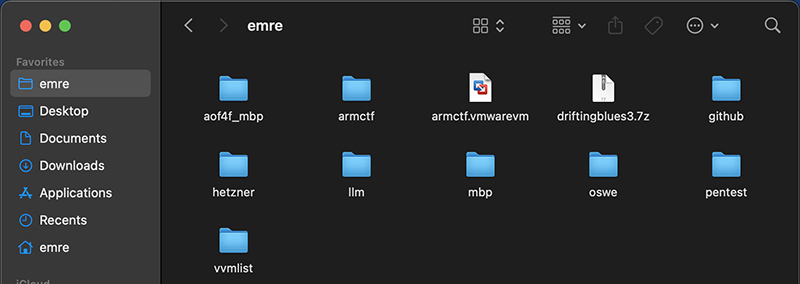 emre
Favorites
emre
Desktop
Documents
Downloads
Applications
Recents
emre
iCloud
aof4f_mbp
armctf
armctf.vmwarevm
driftingblues3.7z
github
hetzner
llm
mbp
oswe
pentest
vvmlist